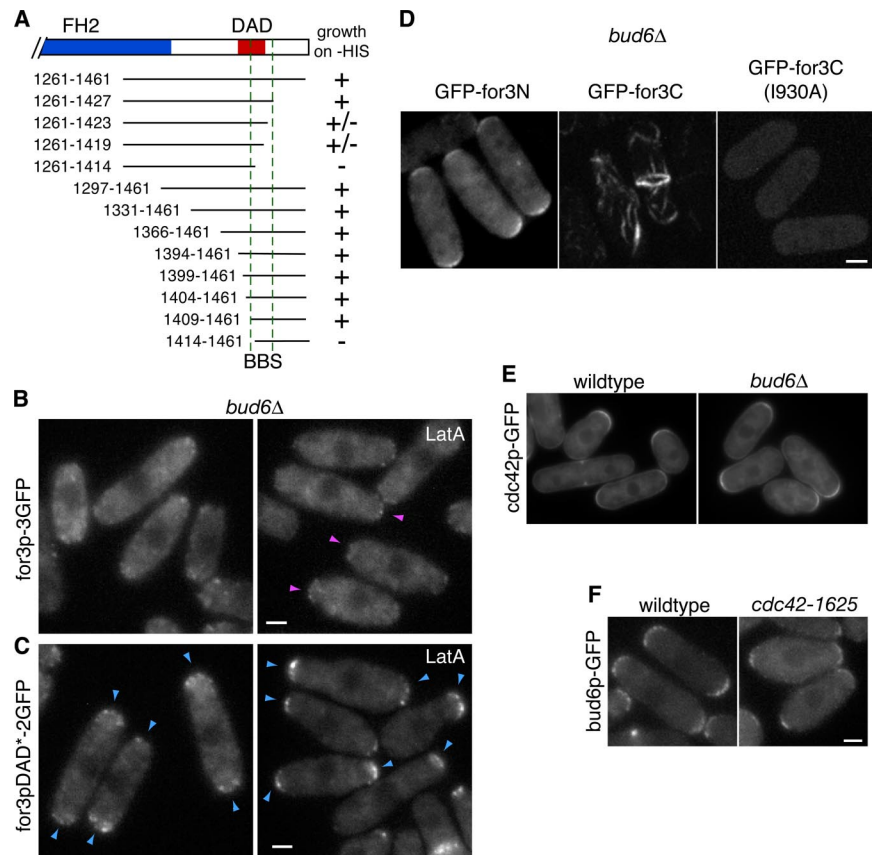 A
FH2 DAD growth
on -HIS
1261-1461 +
1261-1427 +
1261-1423 +/-
1261-1419 +/-
1261-1414 -
1297-1461 +
1331-1461 +
1366-1461 +
1394-1461 +
1399-1461 +
1404-1461 +
1409-1461 +
1414-1461 -
BBS
B
bud6Δ
for3p-3GFP
LatA
C
for3pDAD*-2GFP
LatA
D
bud6Δ
GFP-for3N GFP-for3C GFP-for3C
(I930A)
E
wildtype bud6Δ
cdc42p-GFP
F
wildtype cdc42-1625
bud6p-GFP